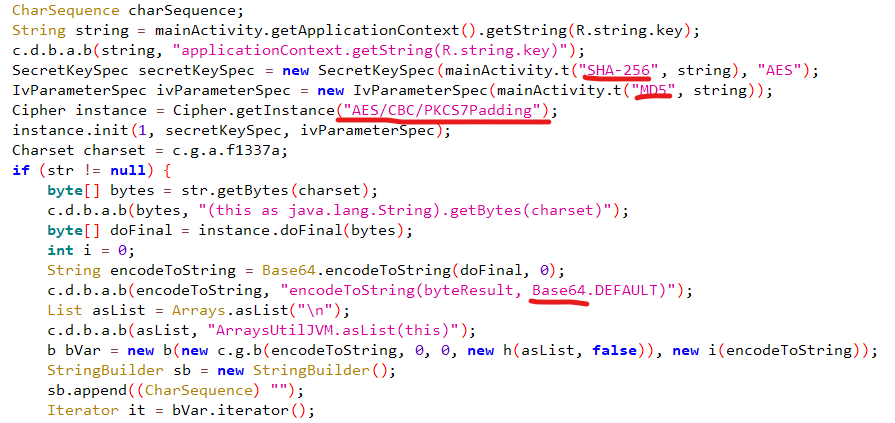 CharSequence charSequence;
String string = mainActivity.getApplicationContext().getString(R.string.key);
c.d.b.a.b(string, "applicationContext.getString(R.string.key)");
SecretKeySpec secretKeySpec = new SecretKeySpec(mainActivity.t("SHA-256", string), "AES");
IvParameterSpec ivParameterSpec = new IvParameterSpec(mainActivity.t("MD5", string));
Cipher instance = Cipher.getInstance("AES/CBC/PKCS7Padding");
instance.init(1, secretKeySpec, ivParameterSpec);
Charset charset = c.g.a.f1337a;
if (str != null) {
    byte[] bytes = str.getBytes(charset);
    c.d.b.a.b(bytes, "(this as java.lang.String).getBytes(charset)");
    byte[] doFinal = instance.doFinal(bytes);
    int i = 0;
    String encodeToString = Base64.encodeToString(doFinal, 0);
    c.d.b.a.b(encodeToString, "encodeToString(byteResult, Base64.DEFAULT)");
    List asList = Arrays.asList("\n");
    c.d.b.a.b(asList, "ArraysUtilJVM.asList(this)");
    b bVar = new b(new c.g.b(encodeToString, 0, 0, new h(asList, false)), new i(encodeToString));
    StringBuilder sb = new StringBuilder();
    sb.append((CharSequence) "");
    Iterator it = bVar.iterator();